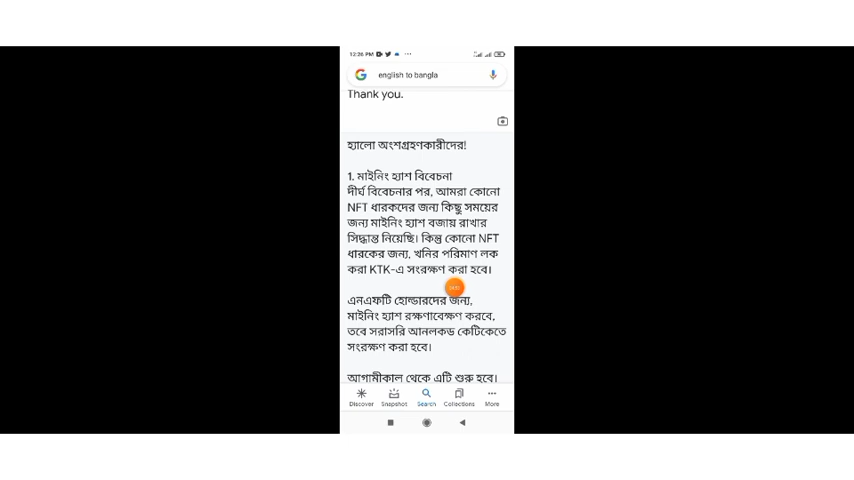 12:26 PM
english to bangla
Thank you.
হ্যালো অংশগ্রহণকারীদের!
1. মাইনিং হ্যাশ বিবেচনা
দীর্ঘ বিবেচনার পর, আমরা কোনো
NFT ধারকদের জন্য কিছু সময়ের
জন্য মাইনিং হ্যাশ বজায় রাখার
সিদ্ধান্ত নিয়েছি। কিন্তু কোনো NFT
ধারকের জন্য, খনির পরিমাণ লক
করা KTK-এ সংরক্ষণ করা হবে।
এনএফটি হোল্ডারদের জন্য,
মাইনিং হ্যাশ রক্ষণাবেক্ষণ করবে,
তবে সরাসরি আনলকড কেটিকেতে
সংরক্ষণ করা হবে।
আগামীকাল থেকে এটি শুরু হবে।
Discover Snapshot Search Collections More